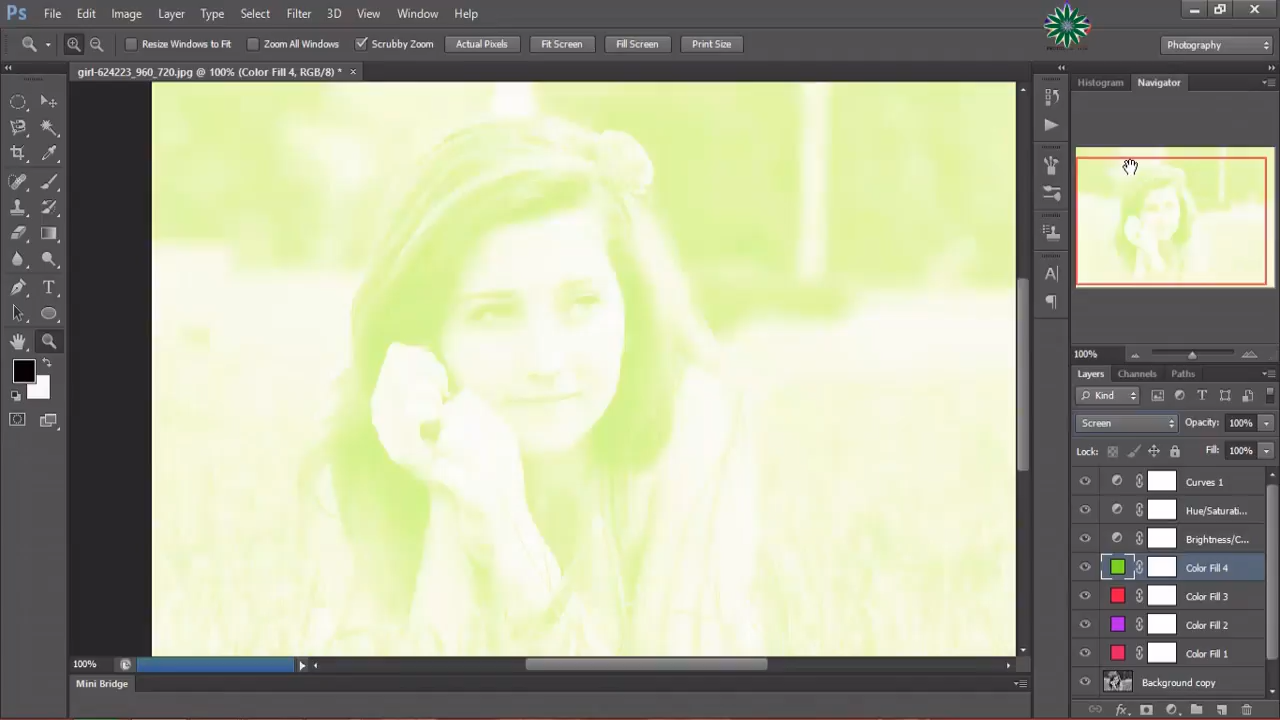 Ps File Edit Image Layer Type Select Filter 3D View Window Help
Resize Windows to Fit Zoom All Windows Scrubby Zoom Actual Pixels Fit Screen Fill Screen Print Size Photography
girl-624223_960_720.jpg @ 100% (Color Fill 4, RGB/8) * ×
Histogram Navigator
100%
Layers Channels Paths
Kind
Screen Opacity: 100%
Lock: Fill: 100%
Curves 1
Hue/Saturati...
Brightness/C...
Color Fill 4
Color Fill 3
Color Fill 2
Color Fill 1
Background copy
100%
Mini Bridge